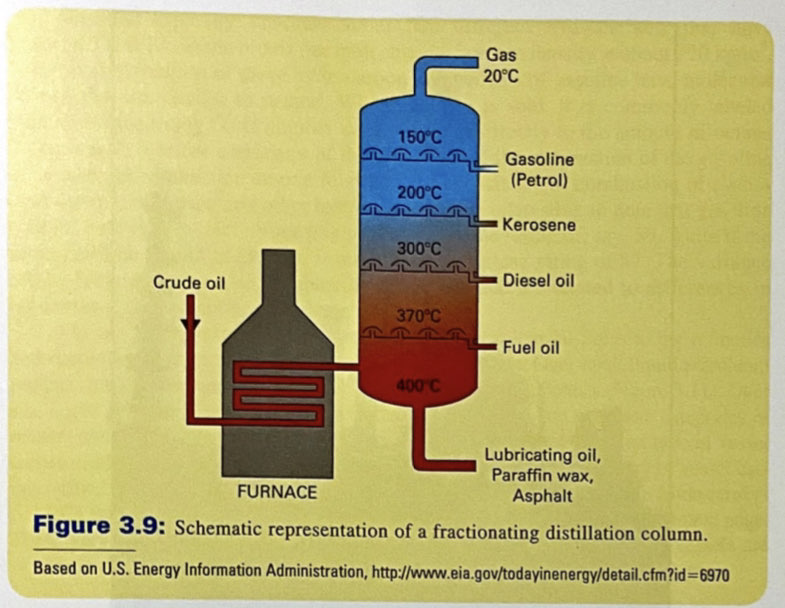 Gas
20°C
150°C
Gasoline
(Petrol)
200°C
Kerosene
300°C
Crude oil
Diesel oil
370°C
Fuel oil
400°C
Lubricating oil,
Paraffin wax,
Asphalt
FURNACE
Figure 3.9: Schematic representation of a fractionating distillation column.
Based on U.S. Energy Information Administration, http://www.eia.gov/todayinenergy/detail.cfm?id=6970